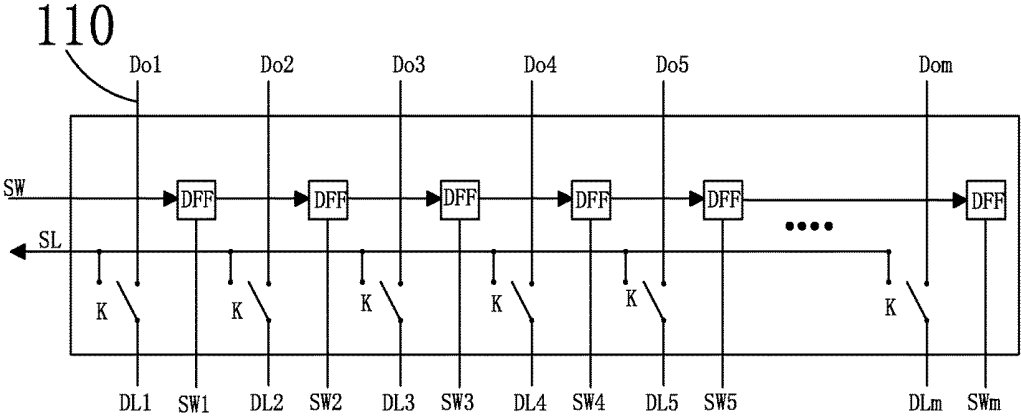 110
Do1 Do2 Do3 Do4 Do5 Dom
SW DFF DFF DFF DFF DFF DFF
SL
K K K K K K
DL1 SW1 DL2 SW2 DL3 SW3 DL4 SW4 DL5 SW5 DLm SWm